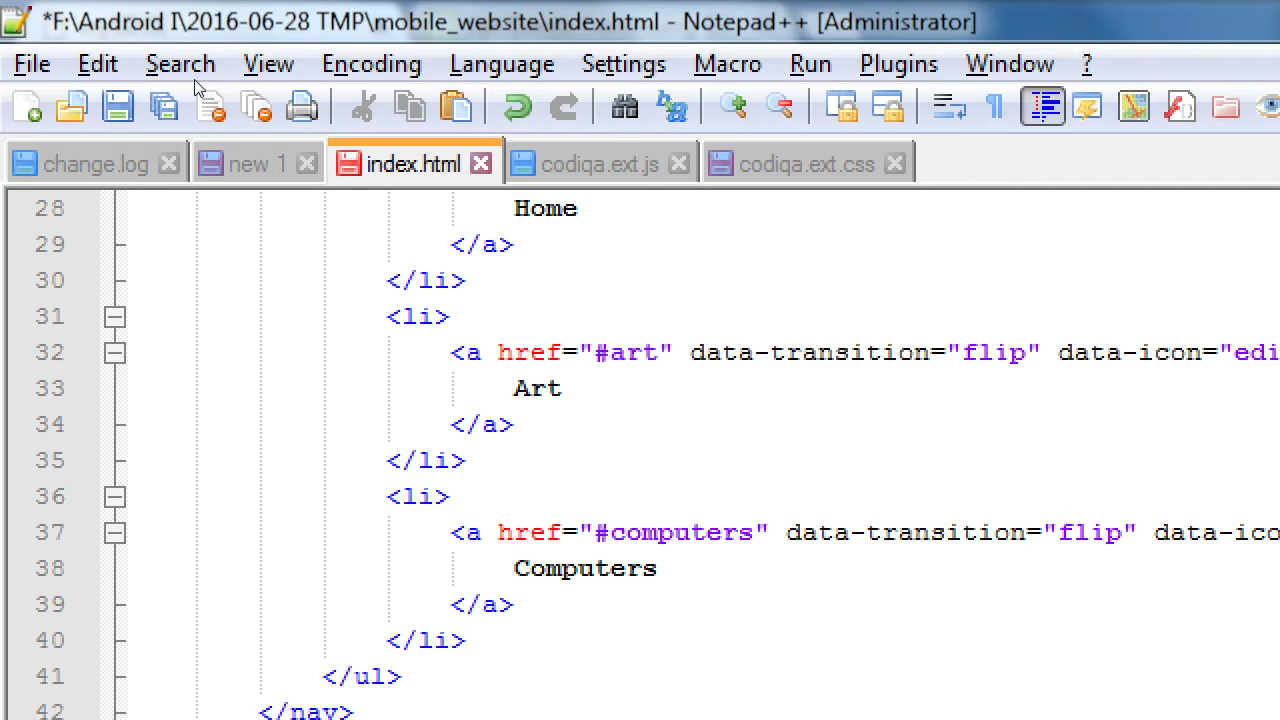 *F:\Android I\2016-06-28 TMP\mobile_website\index.html - Notepad++ [Administrator]
File Edit Search View Encoding Language Settings Macro Run Plugins Window ?
change.log new 1 index.html codiqa.ext.js codiqa.ext.css
28 Home
29 </a>
30 </li>
31 <li>
32 <a href="#art" data-transition="flip" data-icon="edi
33 Art
34 </a>
35 </li>
36 <li>
37 <a href="#computers" data-transition="flip" data-ico
38 Computers
39 </a>
40 </li>
41 </ul>
42 </nav>